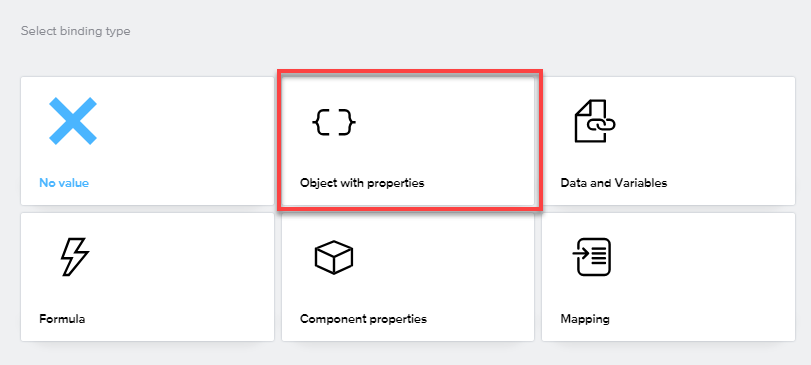 Select binding type
No value
Object with properties
Data and Variables
Formula
Component properties
Mapping